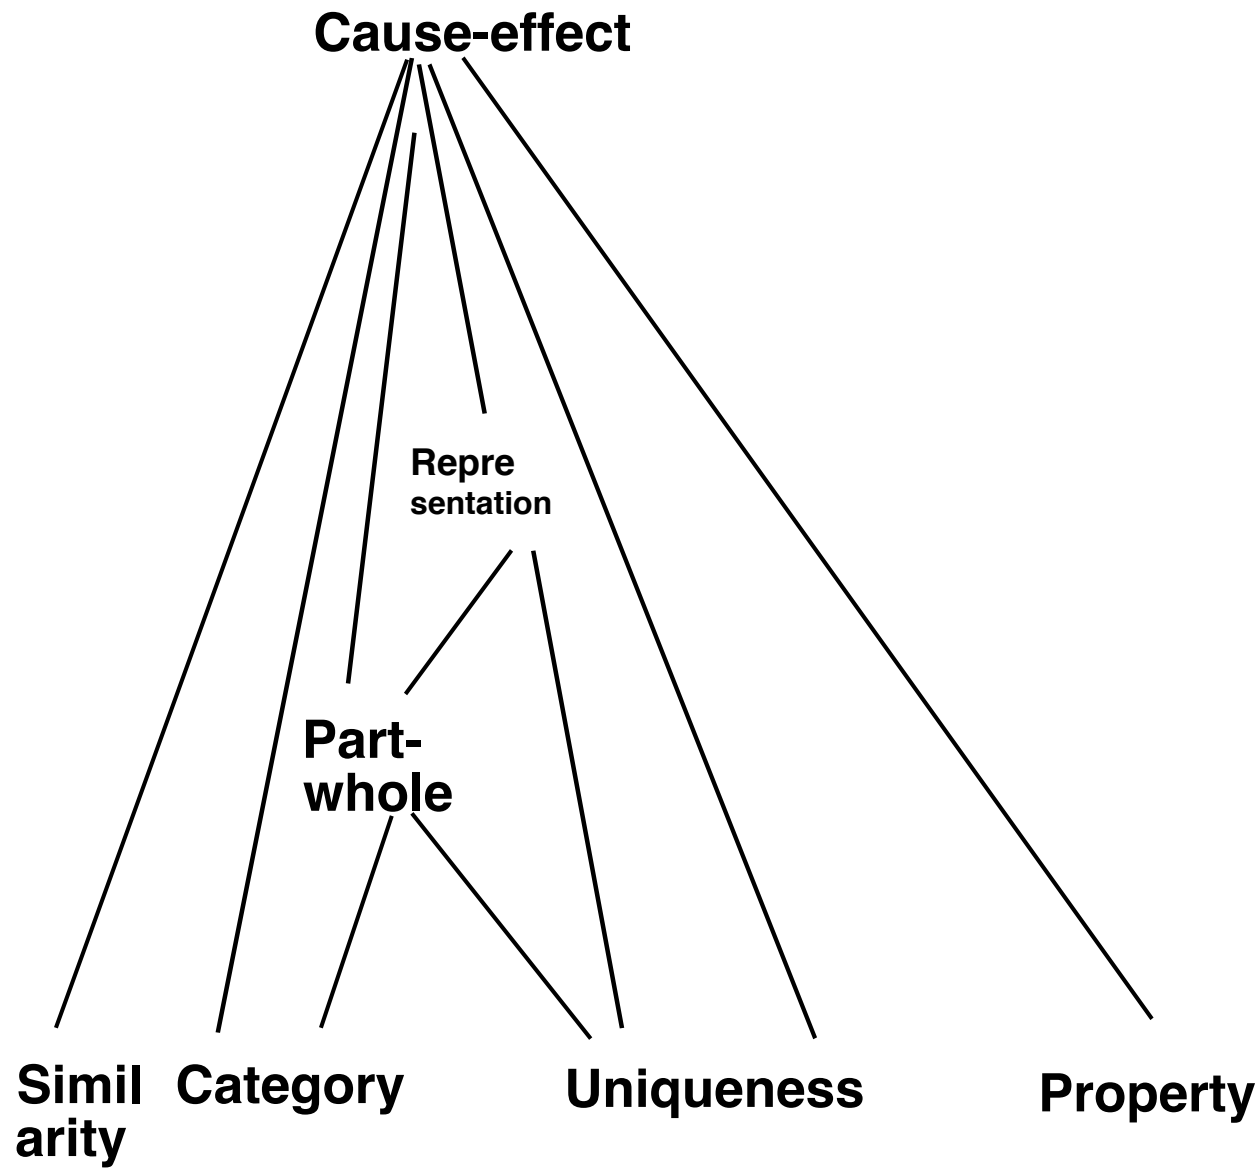 Cause-effect
Repre
sentation
Part-
whole
Simil
arity
Category
Uniqueness
Property